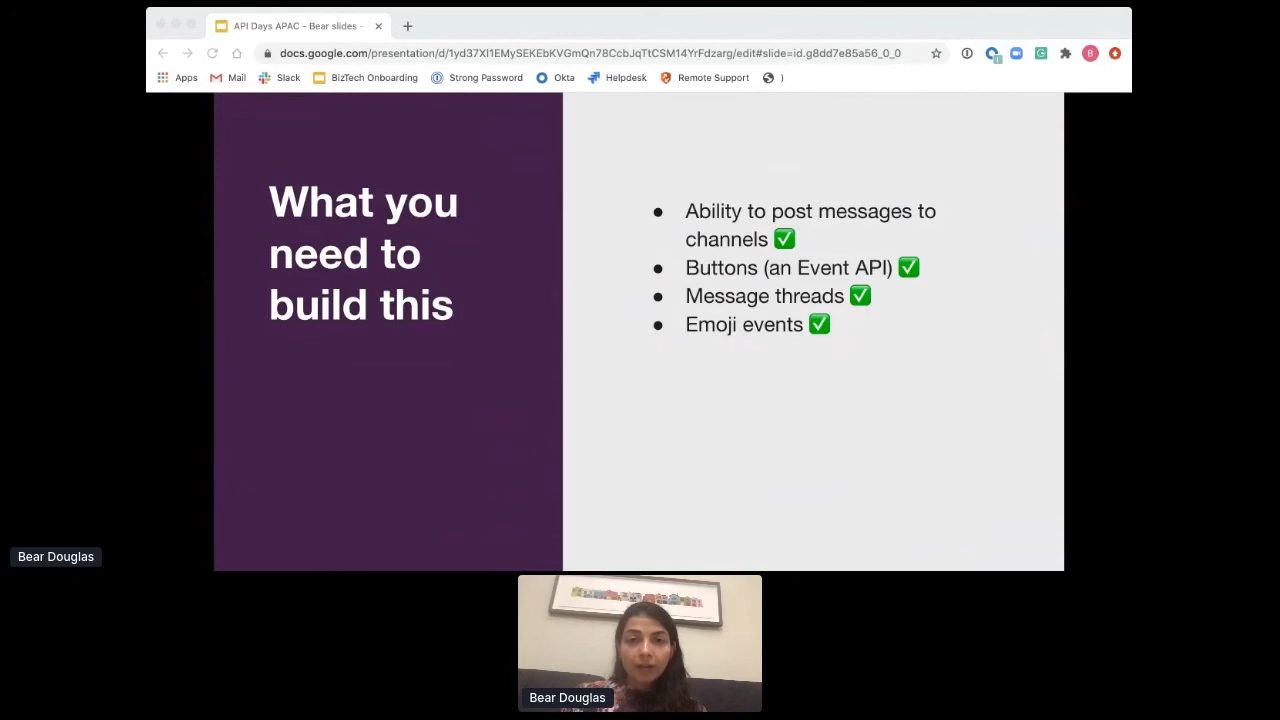 API Days APAC - Bear slides -
docs.google.com/presentation/d/1yd37Xl1EMySEKEbKVGmQn78CcbJqTtCSM14YrFdzarg/edit#slide=id.g8dd7e85a56_0_0
B
Apps Mail Slack BizTech Onboarding Strong Password Okta Helpdesk Remote Support )
What you
need to
build this
● Ability to post messages to
channels ✅
● Buttons (an Event API) ✅
● Message threads ✅
● Emoji events ✅
Bear Douglas
Bear Douglas